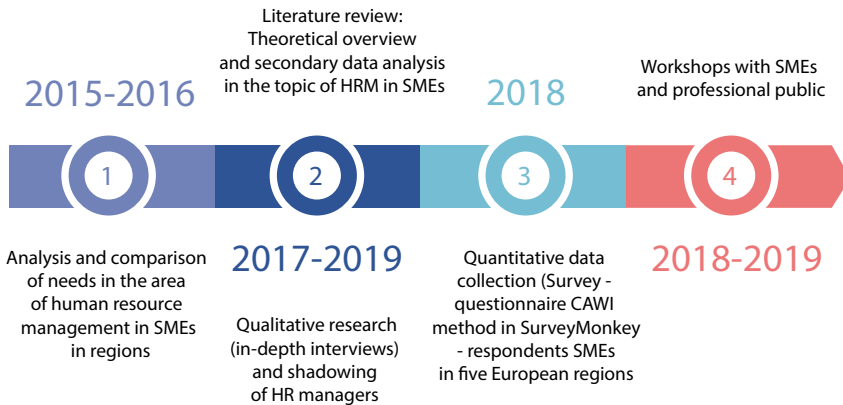 2015-2016
1
Analysis and comparison
of needs in the area
of human resource
management in SMEs
in regions
Literature review:
Theoretical overview
and secondary data analysis
in the topic of HRM in SMEs
2
2017-2019
Qualitative research
(in-depth interviews)
and shadowing
of HR managers
2018
3
Quantitative data
collection (Survey -
questionnaire CAWI
method in SurveyMonkey
- respondents SMEs
in five European regions
Workshops with SMEs
and professional public
4
2018-2019